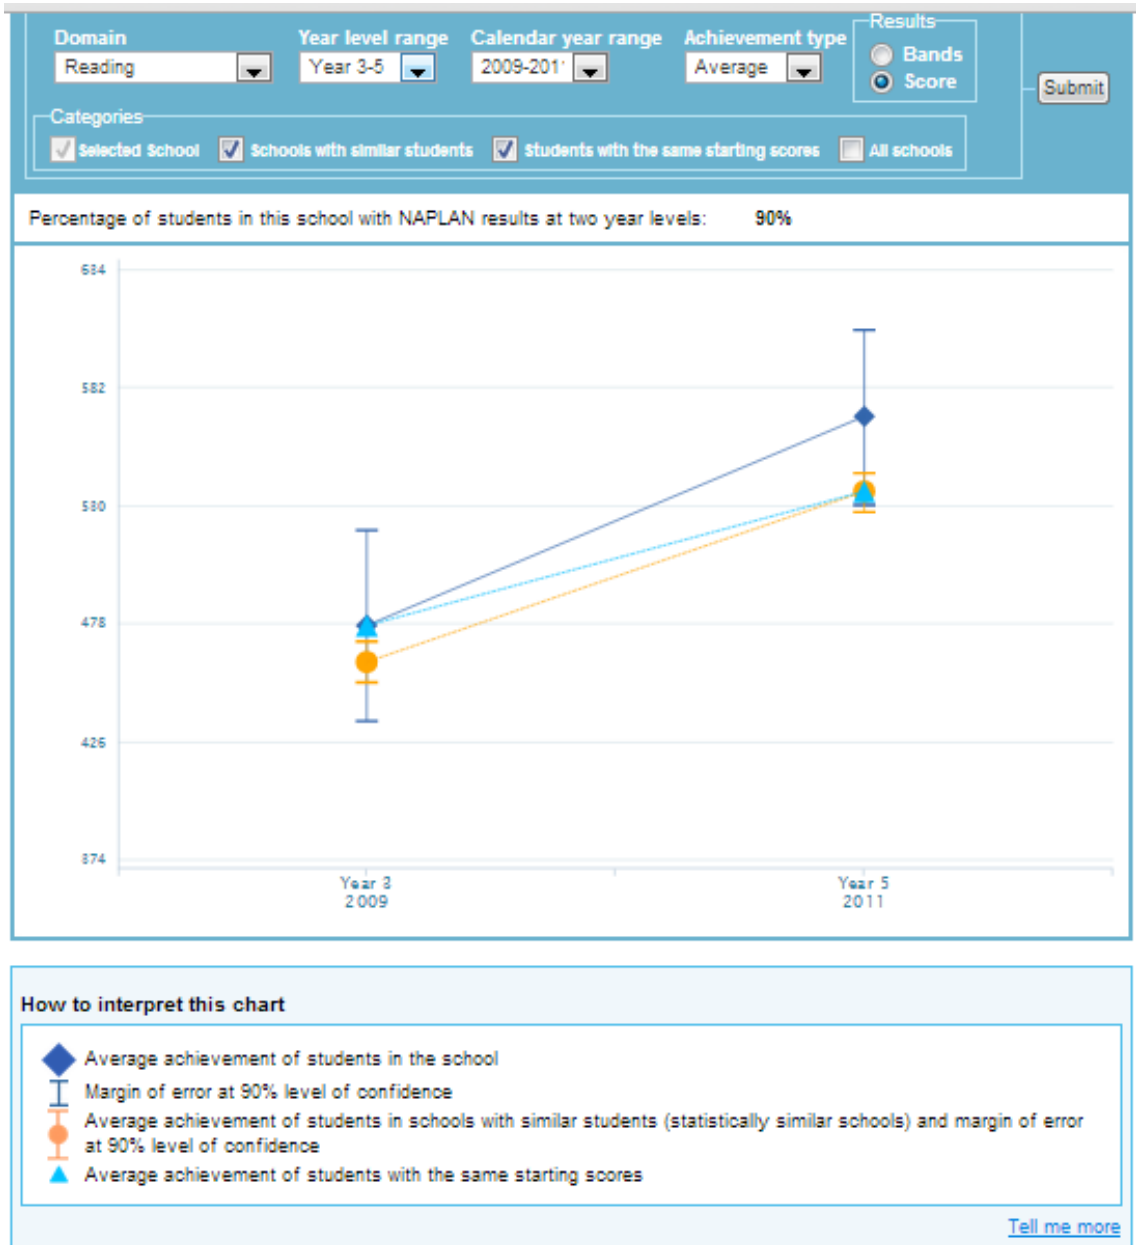 Results
Domain Year level range Calendar year range Achievement type
Bands
Reading Year 3-5 2009-201 Average
Score
Submit
Categories
Selected School Schools with similar students Students with the same starting scores All schools
Percentage of students in this school with NAPLAN results at two year levels: 90%
634
582
530
478
426
374
Year 3 Year 5
2009 2011
How to interpret this chart
Average achievement of students in the school
Margin of error at 90% level of confidence
Average achievement of students in schools with similar students (statistically similar schools) and margin of error
at 90% level of confidence
Average achievement of students with the same starting scores
Tell me more